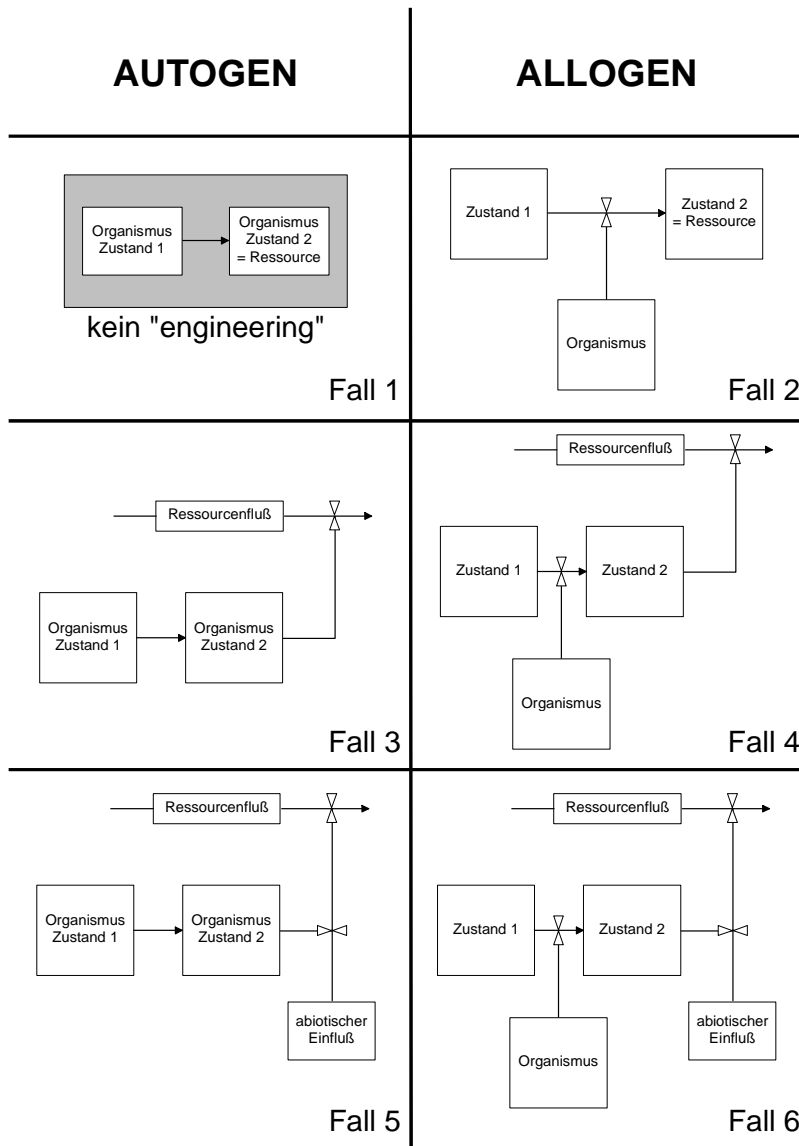 AUTOGEN
ALLOGEN
Organismus
Zustand 1
Organismus
Zustand 2
= Ressource
kein "engineering"
Fall 1
Zustand 1
Zustand 2
= Ressource
Organismus
Fall 2
Ressourcenfluß
Organismus
Zustand 1
Organismus
Zustand 2
Fall 3
Ressourcenfluß
Zustand 1
Zustand 2
Organismus
Fall 4
Ressourcenfluß
Organismus
Zustand 1
Organismus
Zustand 2
abiotischer
Einfluß
Fall 5
Ressourcenfluß
Zustand 1
Zustand 2
Organismus
abiotischer
Einfluß
Fall 6